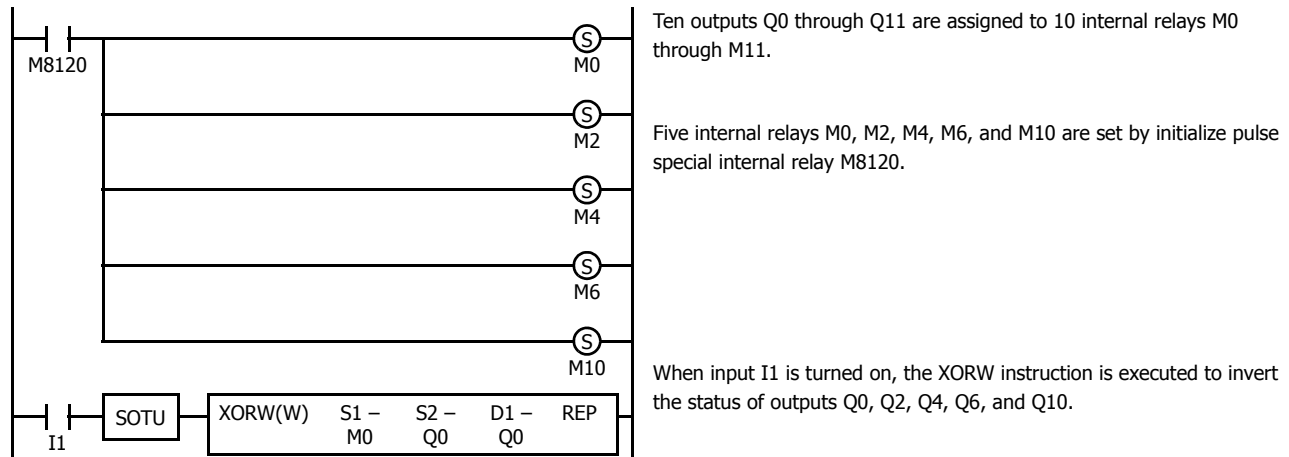 Ten outputs Q0 through Q11 are assigned to 10 internal relays M0
through M11.
M8120
S
M0
S
M2
Five internal relays M0, M2, M4, M6, and M10 are set by initialize pulse
special internal relay M8120.
S
M4
S
M6
S
M10
When input I1 is turned on, the XORW instruction is executed to invert
the status of outputs Q0, Q2, Q4, Q6, and Q10.
I1
SOTU
XORW(W) S1 – S2 – D1 – REP
M0 Q0 Q0